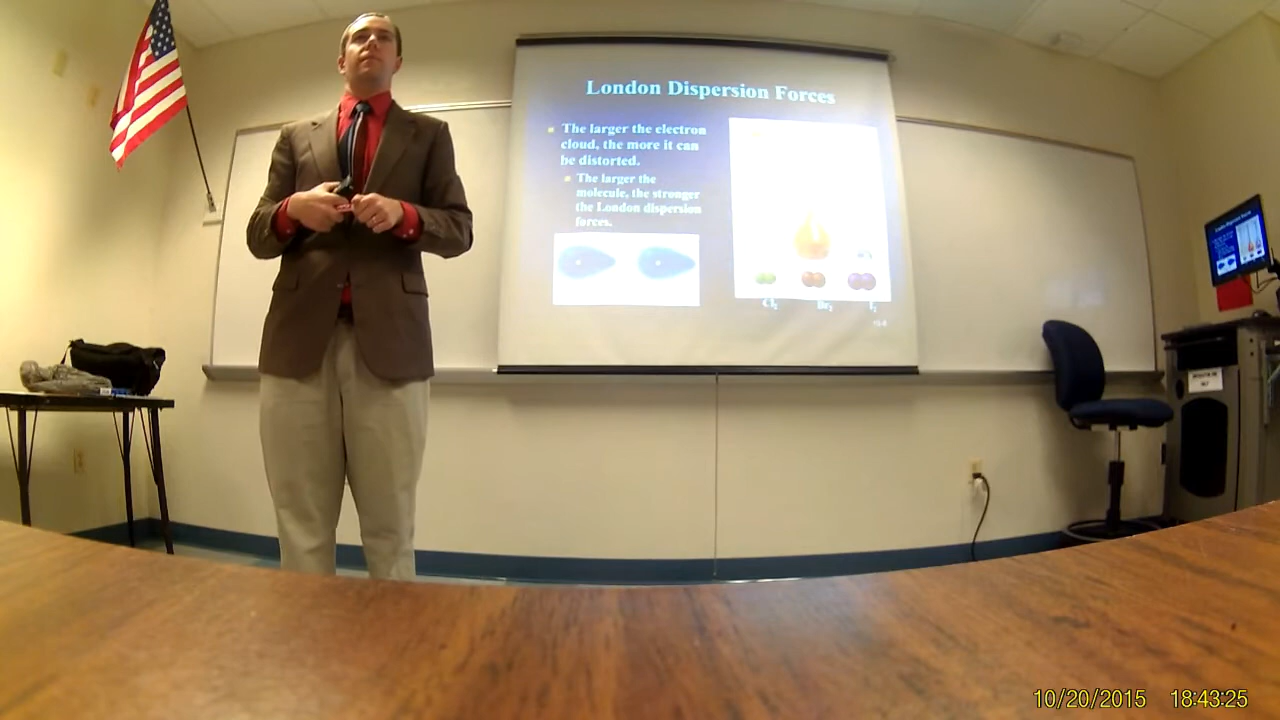 London Dispersion Forces
The larger the electron
cloud, the more it can
be distorted.
The larger the
molecule, the stronger
the London dispersion
forces.
Cl2
Br2
I2
10/20/2015 18:43:25